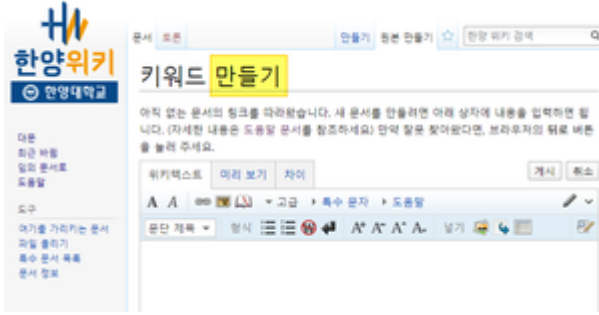 한양위키
한양대학교
문서 토론 만들기 원본 만들기 한양 위키 검색
키워드 만들기
아직 없는 문서의 링크를 따라왔습니다. 새 문서를 만들려면 아래 상자에 내용을 입력하면 됩
니다. (자세한 내용은 도움말 문서를 참조하세요) 만약 잘못 찾아왔다면, 브라우저의 뒤로 버튼
을 눌러 주세요.
대문
최근 바뀜
임의 문서로
도움말
도구
여기를 가리키는 문서
파일 올리기
특수 문서 목록
문서 정보
위키텍스트 미리 보기 차이 게시 취소
A A 고급 특수 문자 도움말
문단 제목 형식 A A A A 넣기